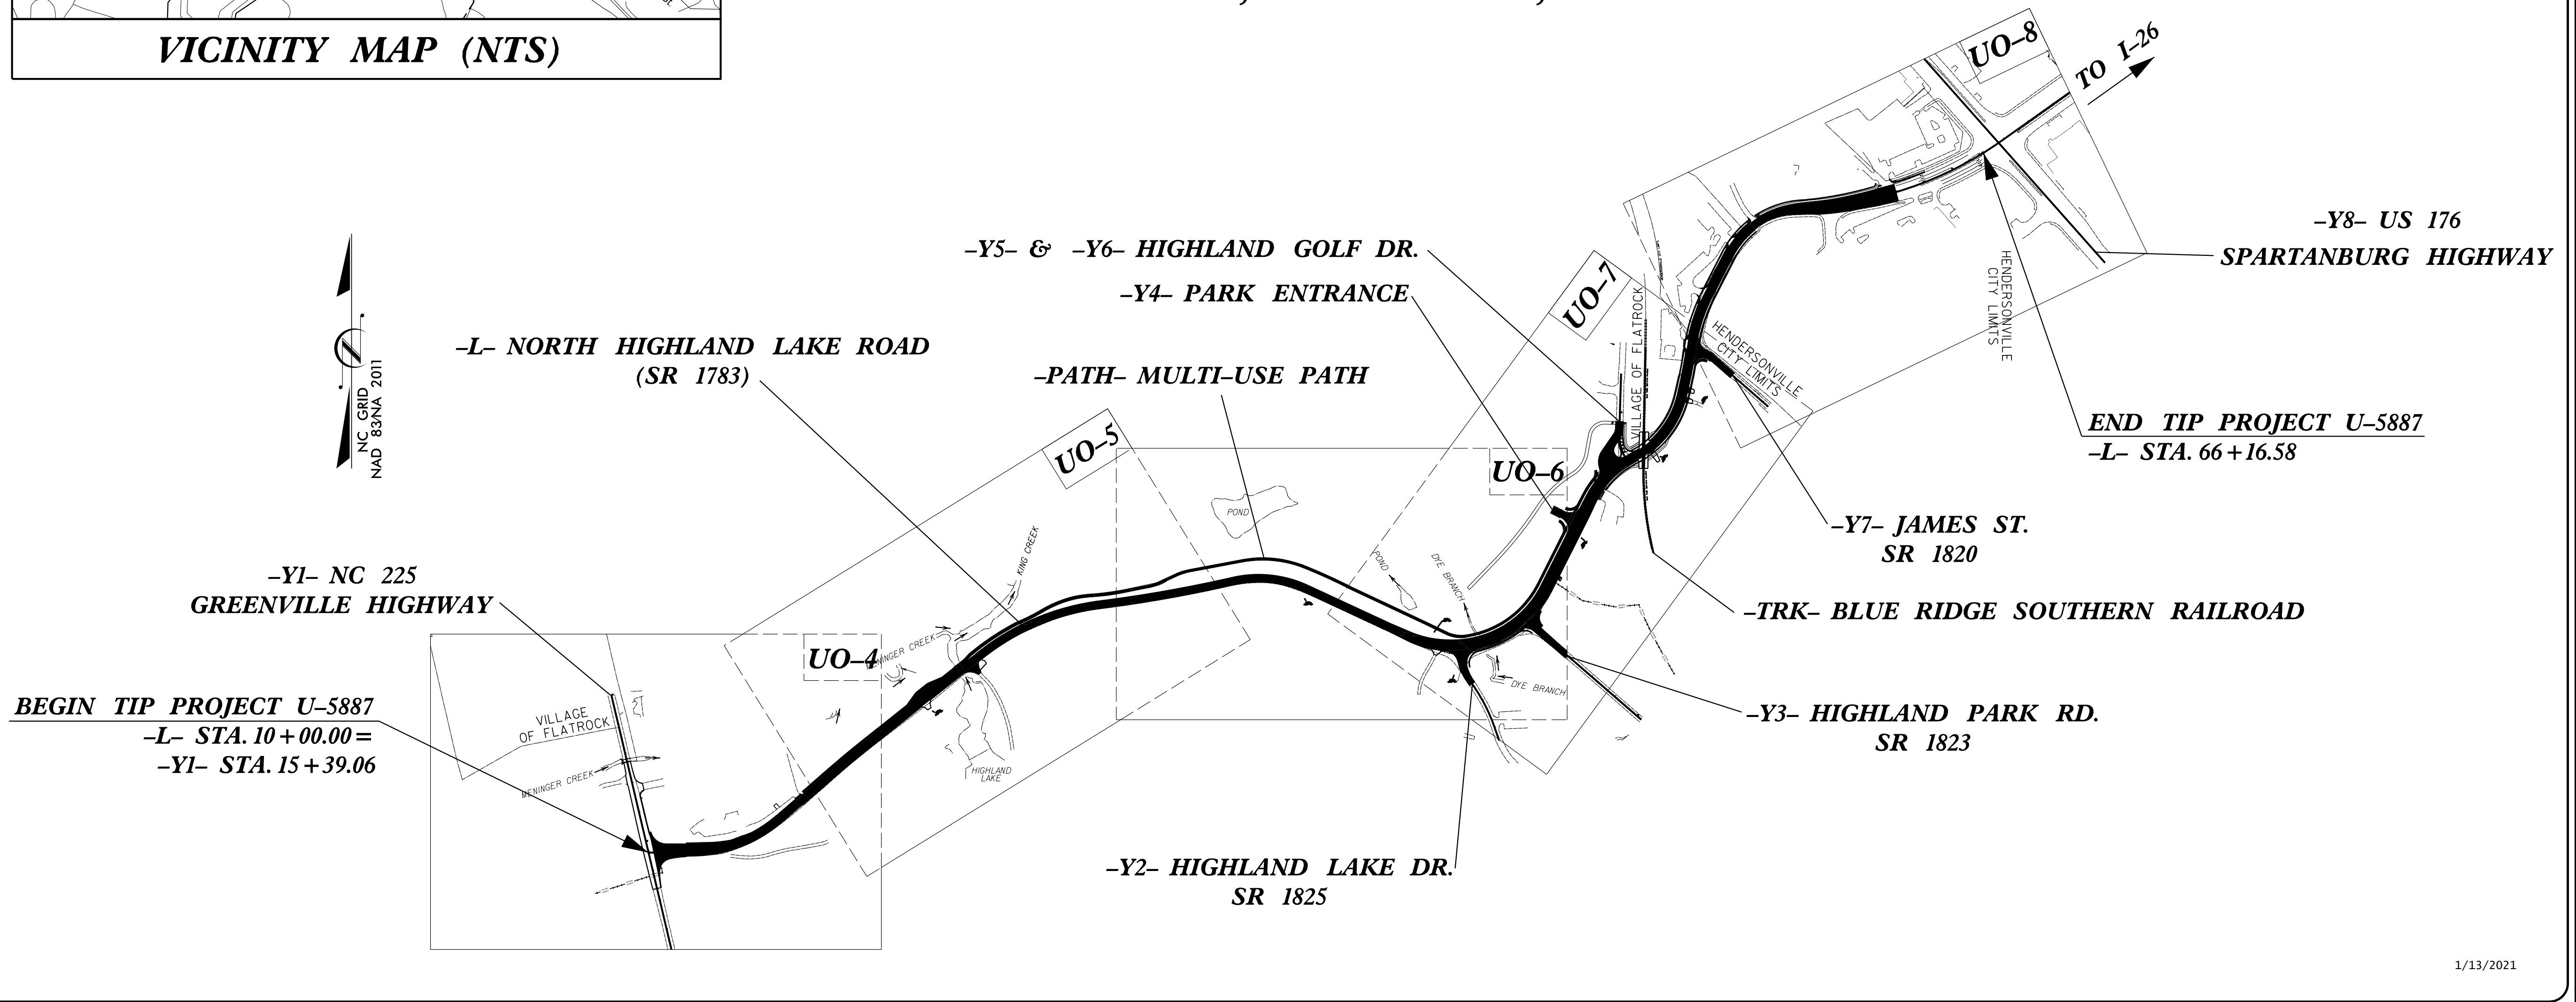 VICINITY MAP (NTS)
UO-8
TO I-26
-Y8- US 176
SPARTANBURG HIGHWAY
-Y5- & -Y6- HIGHLAND GOLF DR.
-Y4- PARK ENTRANCE
UO-7
VILLAGE OF FLATROCK
HENDERSONVILLE
CITY LIMITS
HENDERSONVILLE
CITY LIMITS
NC GRID
NAD 83/NA 2011
-L- NORTH HIGHLAND LAKE ROAD
(SR 1783)
-PATH- MULTI-USE PATH
END TIP PROJECT U-5887
-L- STA. 66+16.58
UO-5
UO-6
POND
KING CREEK
POND
DYE BRANCH
-Y7- JAMES ST.
SR 1820
-Y1- NC 225
GREENVILLE HIGHWAY
-TRK- BLUE RIDGE SOUTHERN RAILROAD
UO-4
MENINGER CREEK
DYE BRANCH
BEGIN TIP PROJECT U-5887
-L- STA. 10+00.00=
-Y1- STA. 15+39.06
VILLAGE
OF FLATROCK
MENINGER CREEK
HIGHLAND
LAKE
-Y3- HIGHLAND PARK RD.
SR 1823
-Y2- HIGHLAND LAKE DR.
SR 1825
1/13/2021